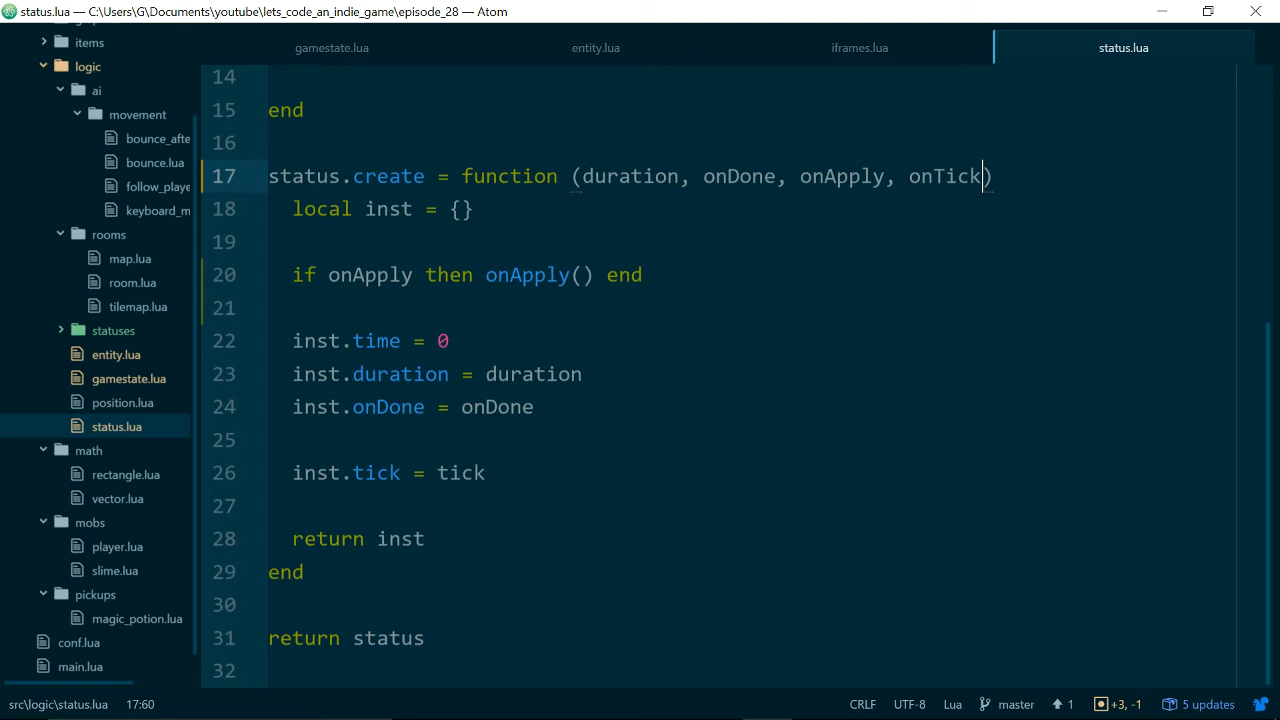 status.lua — C:\Users\G\Documents\youtube\lets_code_an_indie_game\episode_28 — Atom
items
logic
ai
movement
bounce_afte
bounce.lua
follow_playe
keyboard_m
rooms
map.lua
room.lua
tilemap.lua
statuses
entity.lua
gamestate.lua
position.lua
status.lua
math
rectangle.lua
vector.lua
mobs
player.lua
slime.lua
pickups
magic_potion.lua
conf.lua
main.lua
gamestate.lua entity.lua iframes.lua status.lua
14
15 end
16
17 status.create = function (duration, onDone, onApply, onTick)
18 local inst = {}
19
20 if onApply then onApply() end
21
22 inst.time = 0
23 inst.duration = duration
24 inst.onDone = onDone
25
26 inst.tick = tick
27
28 return inst
29 end
30
31 return status
32
src\logic\status.lua 17:60 CRLF UTF-8 Lua master 1 +3, -1 5 updates